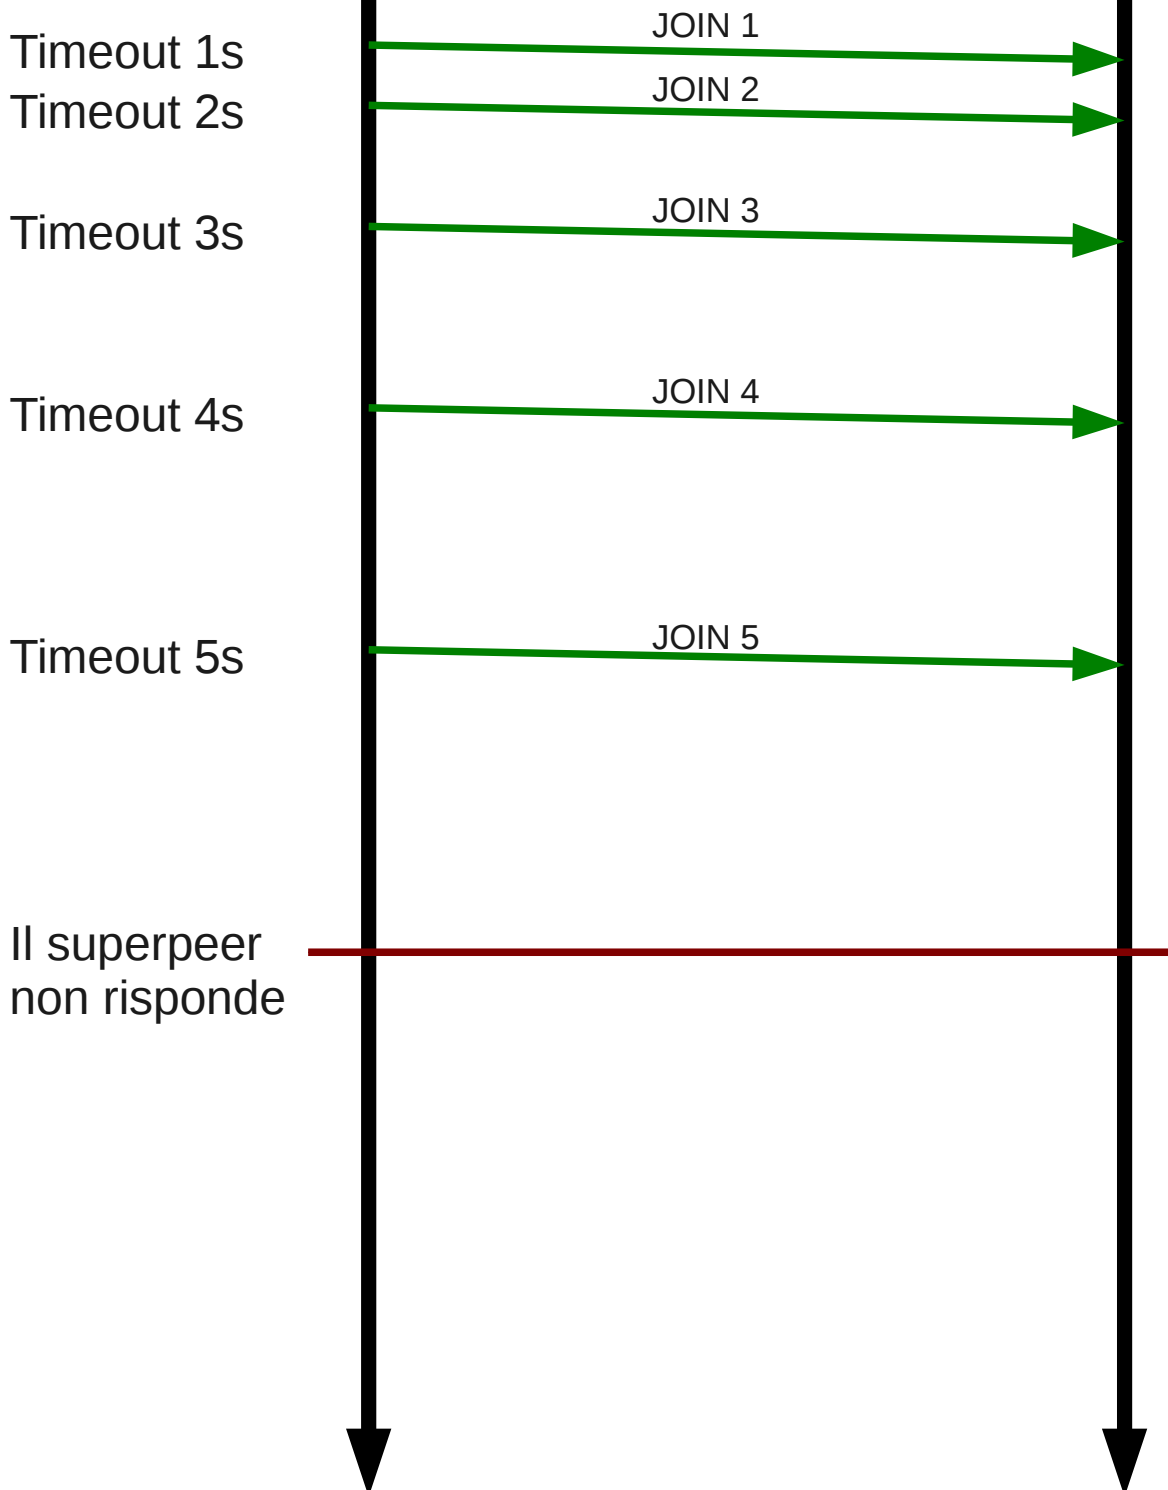 JOIN 1
Timeout 1s
JOIN 2
Timeout 2s
JOIN 3
Timeout 3s
JOIN 4
Timeout 4s
JOIN 5
Timeout 5s
Il superpeer
non risponde